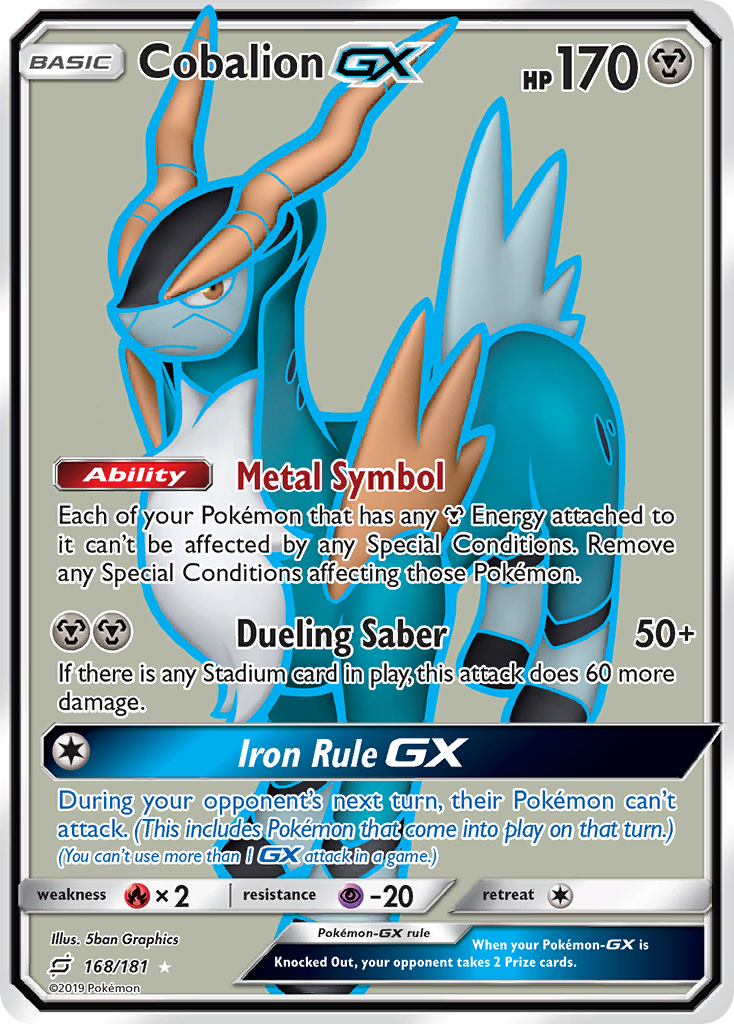 BASIC Cobalion GX HP 170
Ability Metal Symbol
Each of your Pokémon that has any Energy attached to
it can't be affected by any Special Conditions. Remove
any Special Conditions affecting those Pokémon.
Dueling Saber 50+
If there is any Stadium card in play, this attack does 60 more
damage.
Iron Rule GX
During your opponent's next turn, their Pokémon can't
attack. (This includes Pokémon that come into play on that turn.)
(You can't use more than 1 GX attack in a game.)
weakness × 2 resistance -20 retreat
Illus. 5ban Graphics
168/181
©2019 Pokémon
Pokémon-GX rule
When your Pokémon-GX is
Knocked Out, your opponent takes 2 Prize cards.